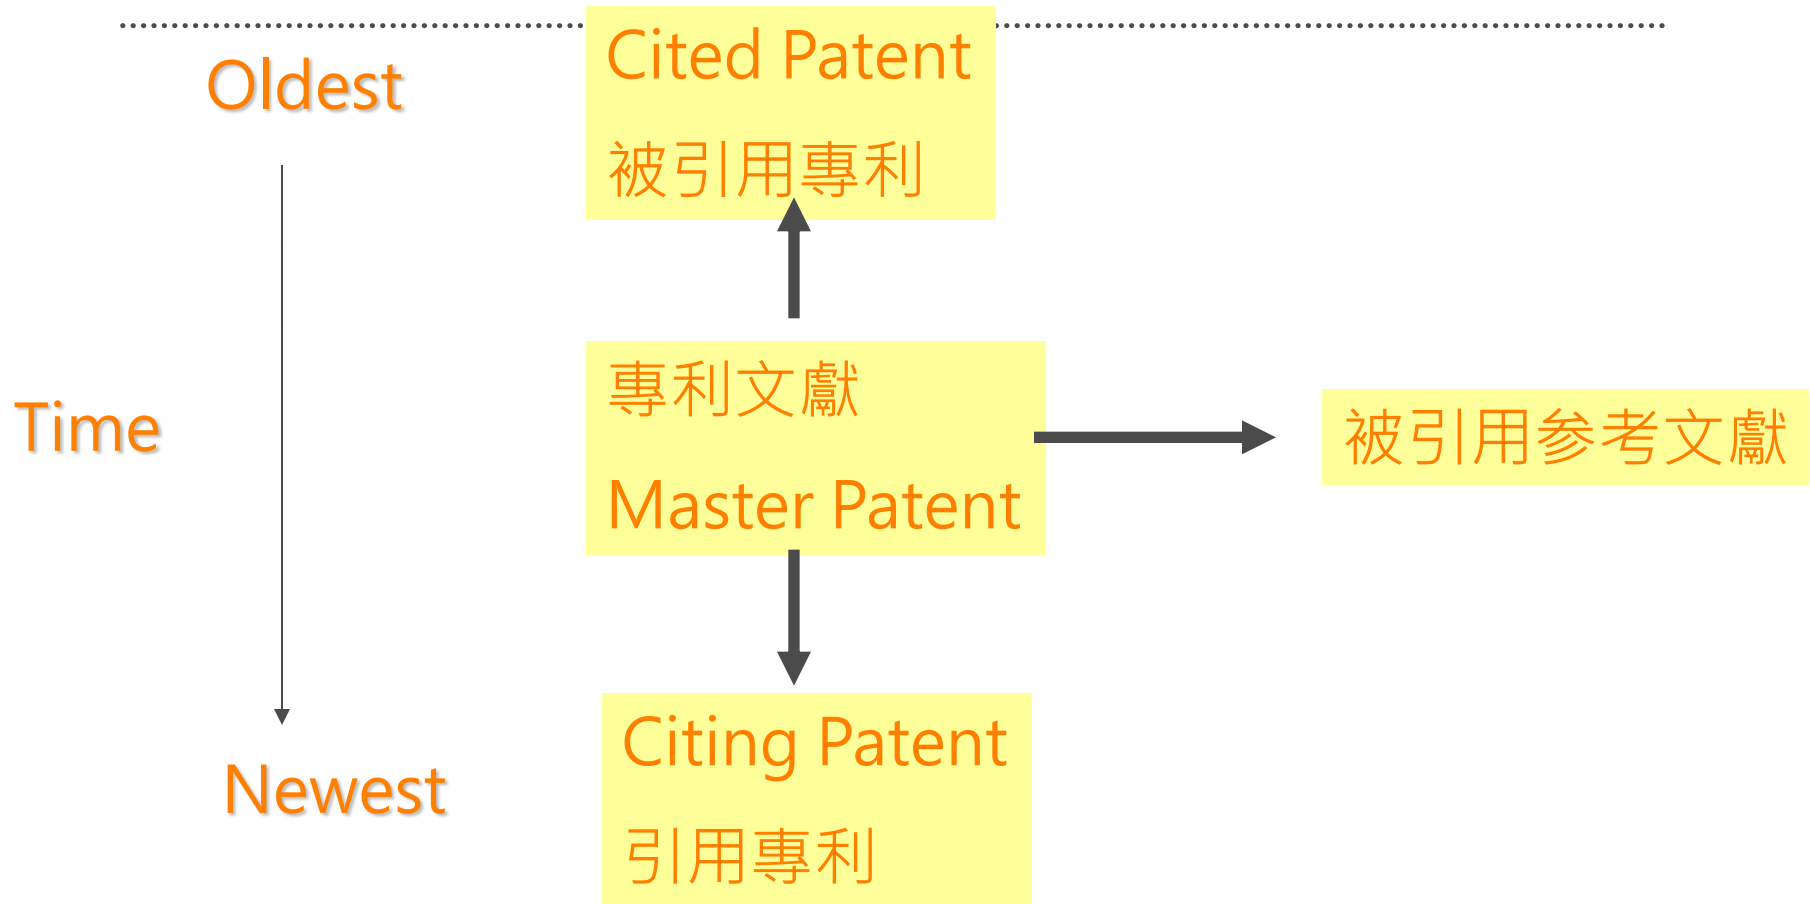 Oldest
Cited Patent
被引用專利
Time
專利文獻
Master Patent
被引用参考文獻
Newest
Citing Patent
引用專利